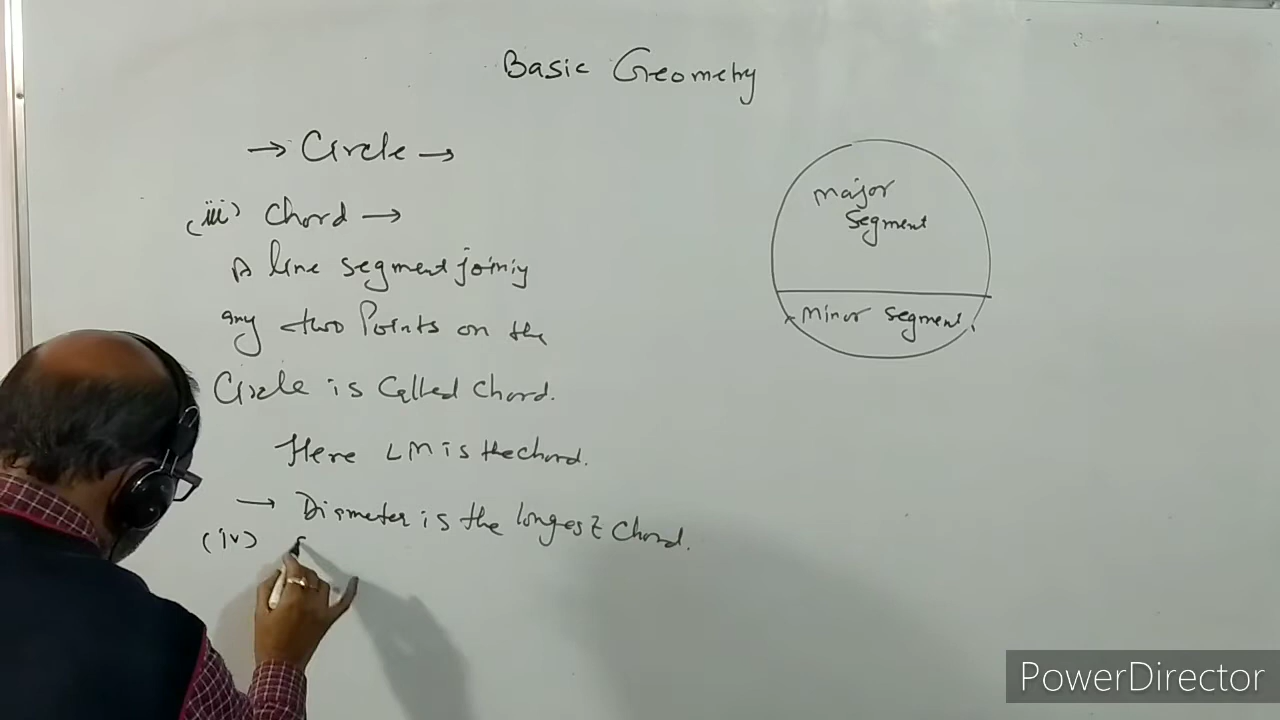 Basic Geometry
→ Circle →
(iii) Chord →
A line segment joining
any two Points on the
Circle is Called Chord.
Here LM is the chord.
→ Diameter is the longest Chord.
(iv)
Major
Segment
Minor Segment
PowerDirector